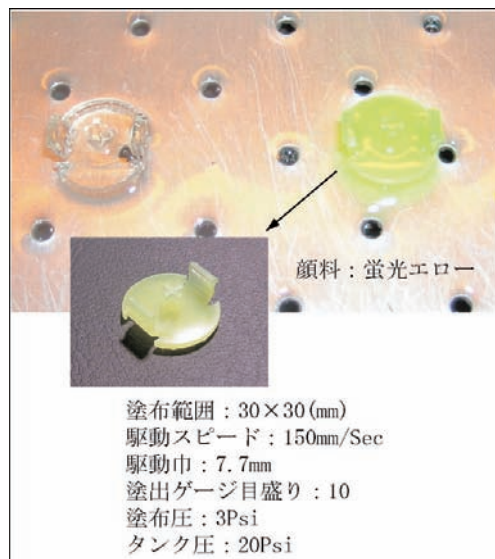 顔料：蛍光エロー
塗布範囲：30×30(mm)
駆動スピード：150mm/Sec
駆動巾：7.7mm
塗出ゲージ目盛り：10
塗布圧：3Psi
タンク圧：20Psi